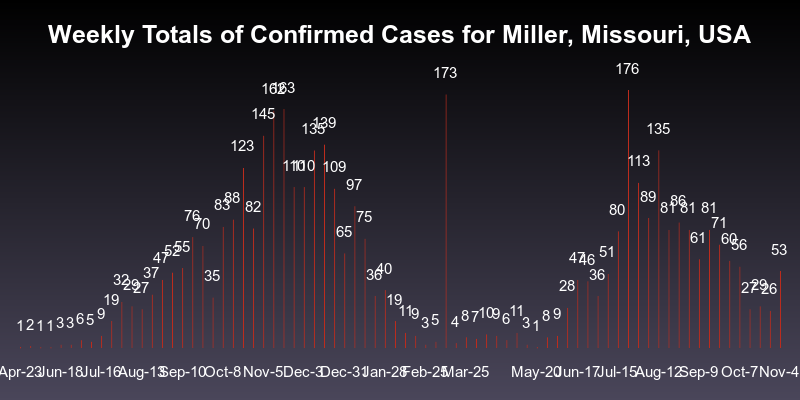 Weekly Totals of Confirmed Cases for Miller, Missouri, USA
1 2 1 1 3 3 6 5 9 19 32 29 27 37 47 52 55 76 70 35 83 88 123 82 145 162 163 110 110 135 139 109 65 97 75 36 40 19 11 9 3 5 173 4 8 7 10 9 6 11 3 1 8 9 28 47 46 36 51 80 176 113 89 135 81 86 81 61 81 71 60 56 27 29 26 53
Apr-23 Jun-18 Jul-16 Aug-13 Sep-10 Oct-8 Nov-5 Dec-3 Dec-31 Jan-28 Feb-25 Mar-25 May-20 Jun-17 Jul-15 Aug-12 Sep-9 Oct-7 Nov-4